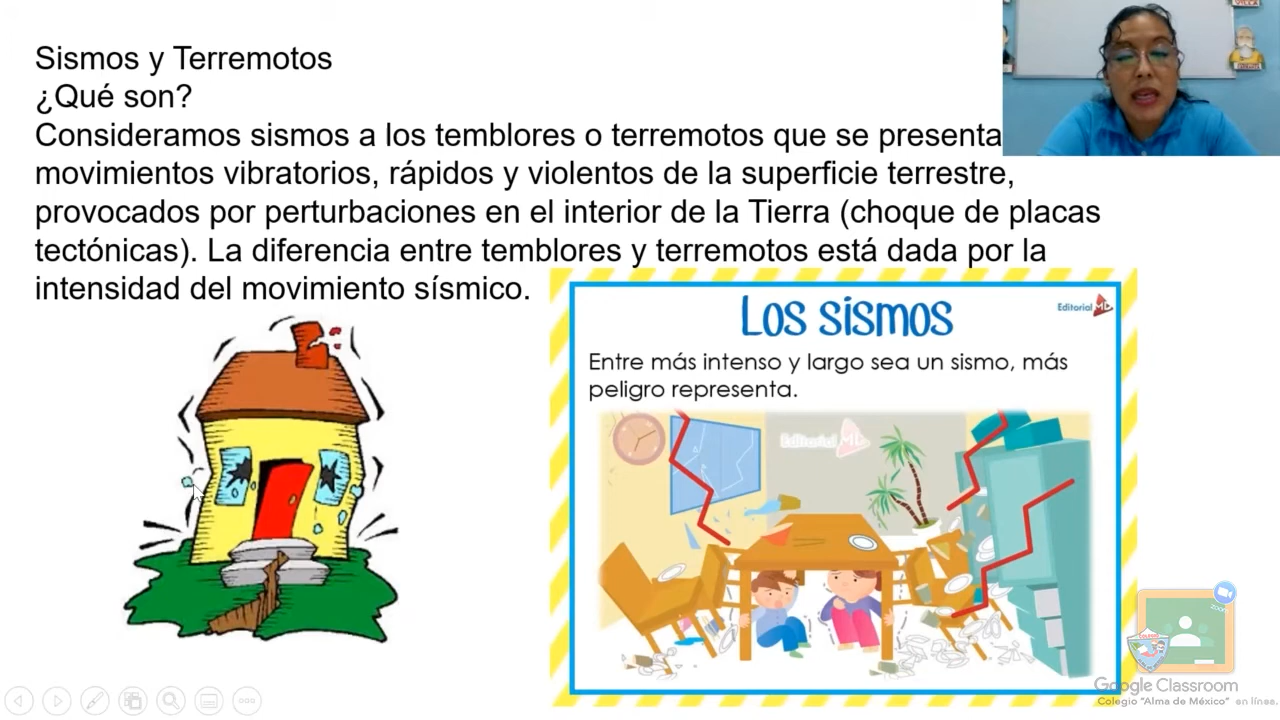 Sismos y Terremotos
¿Qué son?
Consideramos sismos a los temblores o terremotos que se presenta
movimientos vibratorios, rápidos y violentos de la superficie terrestre,
provocados por perturbaciones en el interior de la Tierra (choque de placas
tectónicas). La diferencia entre temblores y terremotos está dada por la
intensidad del movimiento sísmico.
Los sismos
Editorial MD
Entre más intenso y largo sea un sismo, más
peligro representa.
Editorial MD
zoom
Google Classroom
Colegio "Alma de México" en línea.